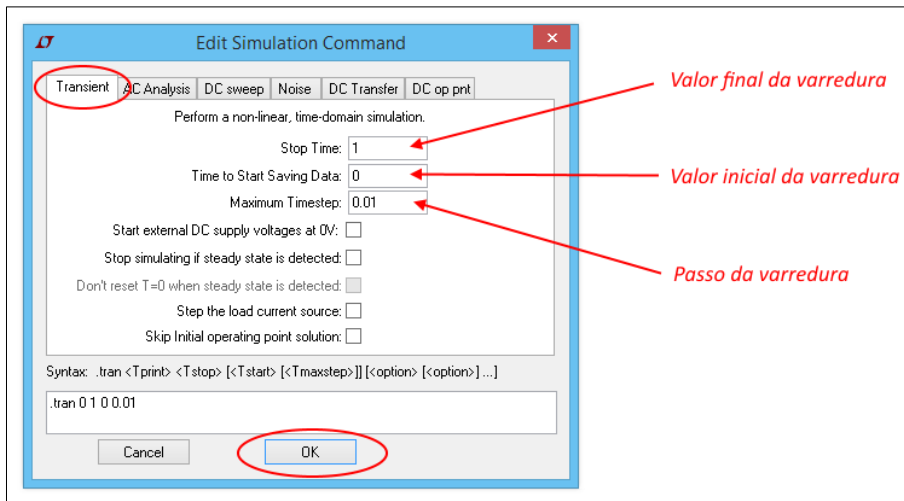 Edit Simulation Command
Transient AC Analysis DC sweep Noise DC Transfer DC op pnt
Perform a non-linear, time-domain simulation.
Stop Time: 1
Time to Start Saving Data: 0
Maximum Timestep: 0.01
Start external DC supply voltages at 0V:
Stop simulating if steady state is detected:
Don't reset T=0 when steady state is detected:
Step the load current source:
Skip Initial operating point solution:
Syntax: .tran <Tprint> <Tstop> [<Tstart> [<Tmaxstep>]] [<option> [<option>] ...]
.tran 0 1 0 0.01
Cancel OK
Valor final da varredura
Valor inicial da varredura
Passo da varredura